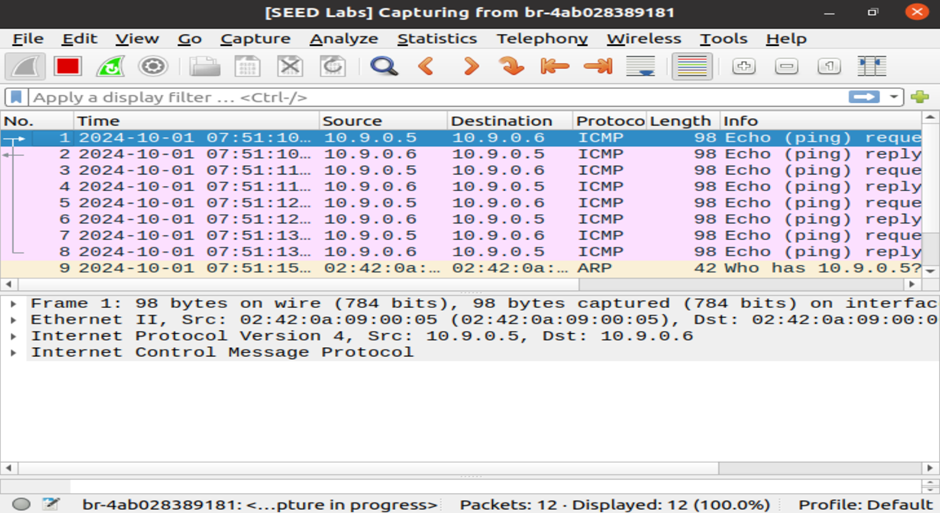 [SEED Labs] Capturing from br-4ab028389181
File Edit View Go Capture Analyze Statistics Telephony Wireless Tools Help
Apply a display filter ... <Ctrl-/>
No. Time Source Destination Protoco Length Info
1 2024-10-01 07:51:10... 10.9.0.5 10.9.0.6 ICMP 98 Echo (ping) reque
2 2024-10-01 07:51:10... 10.9.0.6 10.9.0.5 ICMP 98 Echo (ping) reply
3 2024-10-01 07:51:11... 10.9.0.5 10.9.0.6 ICMP 98 Echo (ping) reque
4 2024-10-01 07:51:11... 10.9.0.6 10.9.0.5 ICMP 98 Echo (ping) reply
5 2024-10-01 07:51:12... 10.9.0.5 10.9.0.6 ICMP 98 Echo (ping) reque
6 2024-10-01 07:51:12... 10.9.0.6 10.9.0.5 ICMP 98 Echo (ping) reply
7 2024-10-01 07:51:13... 10.9.0.5 10.9.0.6 ICMP 98 Echo (ping) reque
8 2024-10-01 07:51:13... 10.9.0.6 10.9.0.5 ICMP 98 Echo (ping) reply
9 2024-10-01 07:51:15... 02:42:0a:... 02:42:0a:... ARP 42 Who has 10.9.0.5?
Frame 1: 98 bytes on wire (784 bits), 98 bytes captured (784 bits) on interfac
Ethernet II, Src: 02:42:0a:09:00:05 (02:42:0a:09:00:05), Dst: 02:42:0a:09:00:0
Internet Protocol Version 4, Src: 10.9.0.5, Dst: 10.9.0.6
Internet Control Message Protocol
br-4ab028389181: <...pture in progress> Packets: 12 · Displayed: 12 (100.0%) Profile: Default